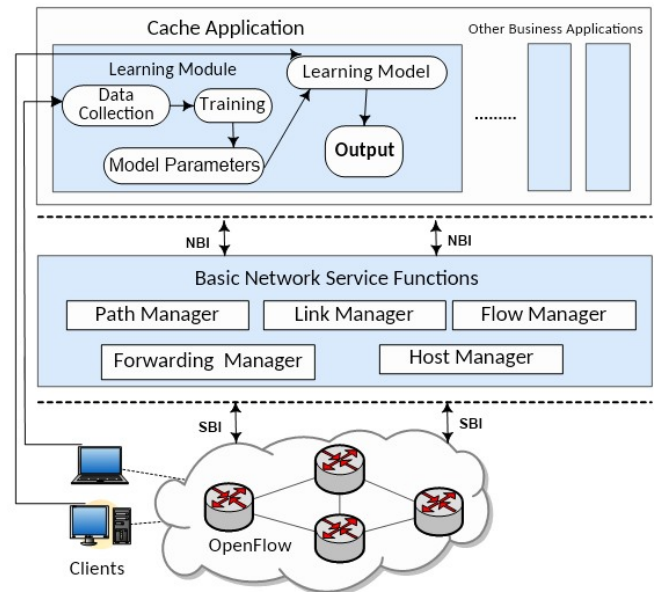 Cache Application
Other Business Applications
Learning Module
Learning Model
Data
Collection
Training
Model Parameters
Output
..........
NBI
NBI
Basic Network Service Functions
Path Manager
Link Manager
Flow Manager
Forwarding Manager
Host Manager
SBI
SBI
OpenFlow
Clients